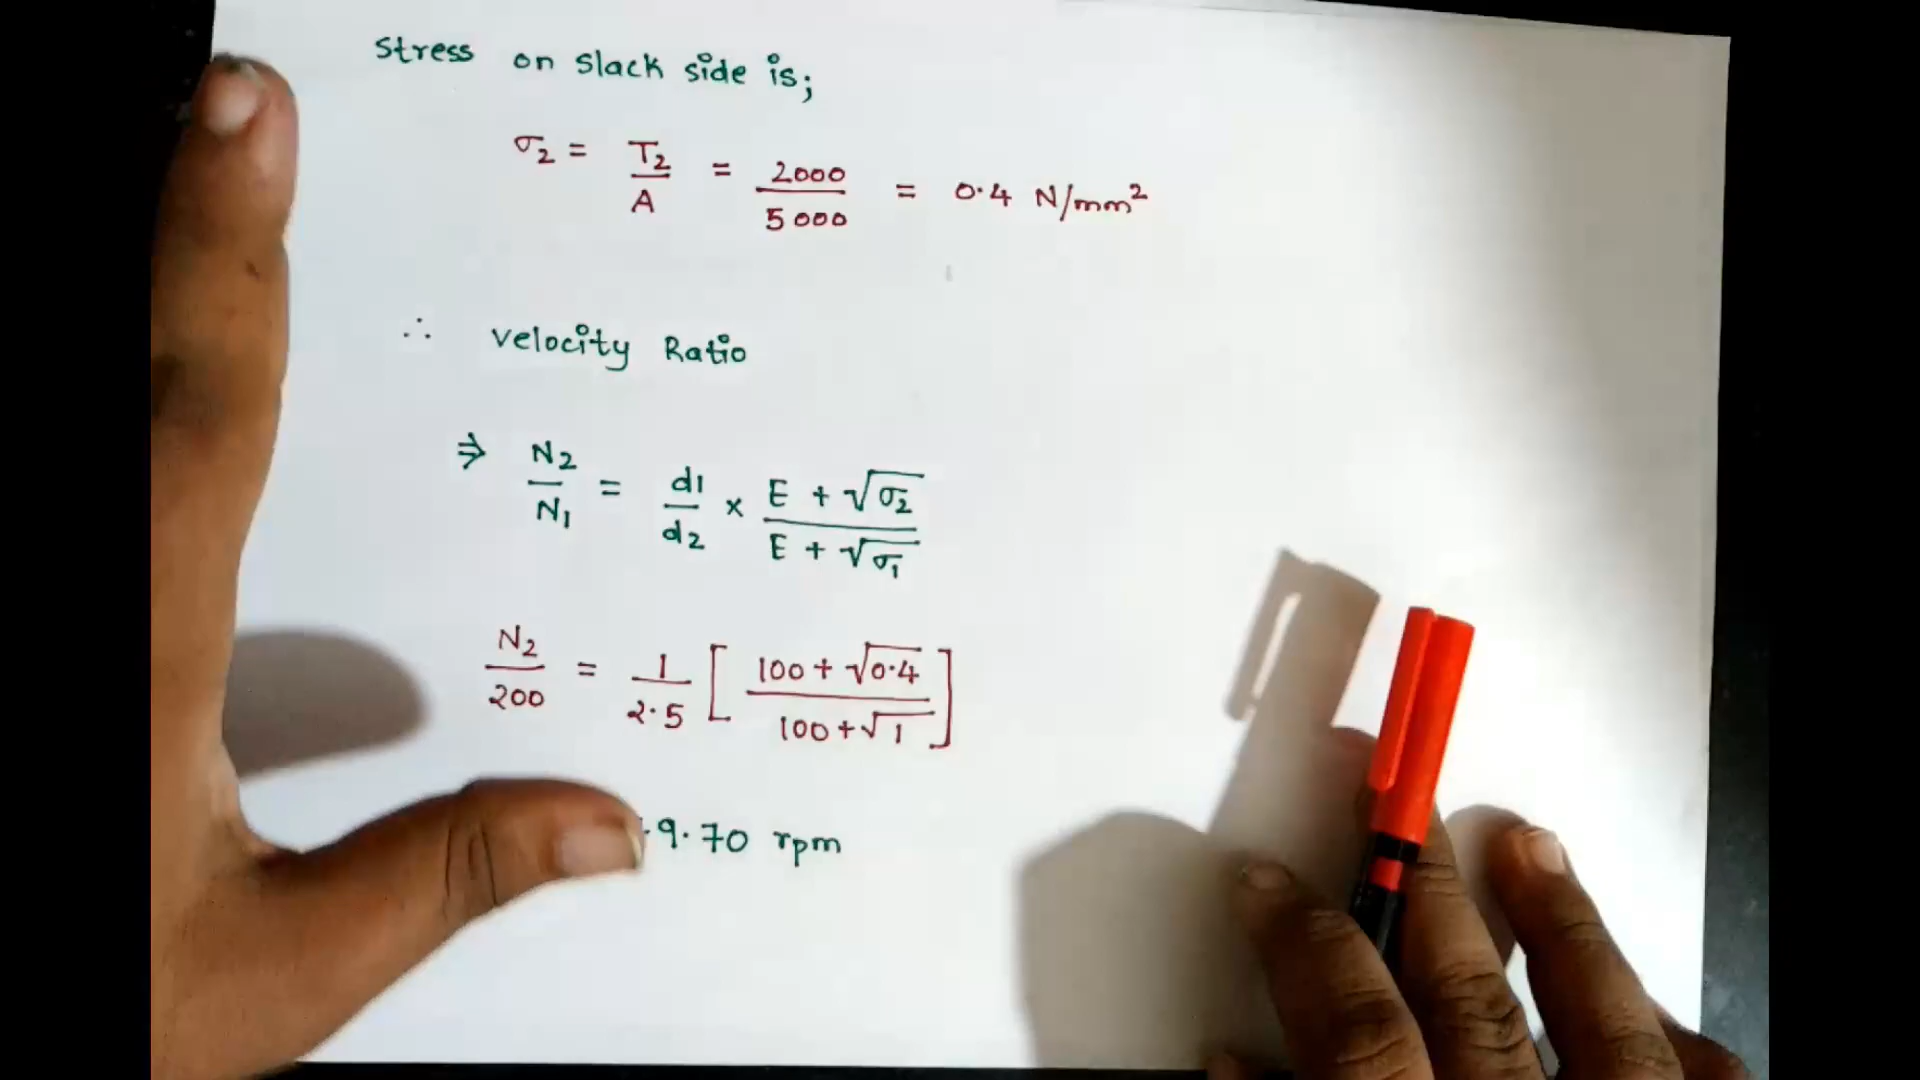 Stress on slack side is;
σ2 = T2/A = 2000/5000 = 0.4 N/mm²
∴ velocity Ratio
⇒ N2/N1 = d1/d2 × (E + √σ2)/(E + √σ1)
N2/200 = 1/2.5 [(100 + √0.4)/(100 + √1)]
9.70 rpm